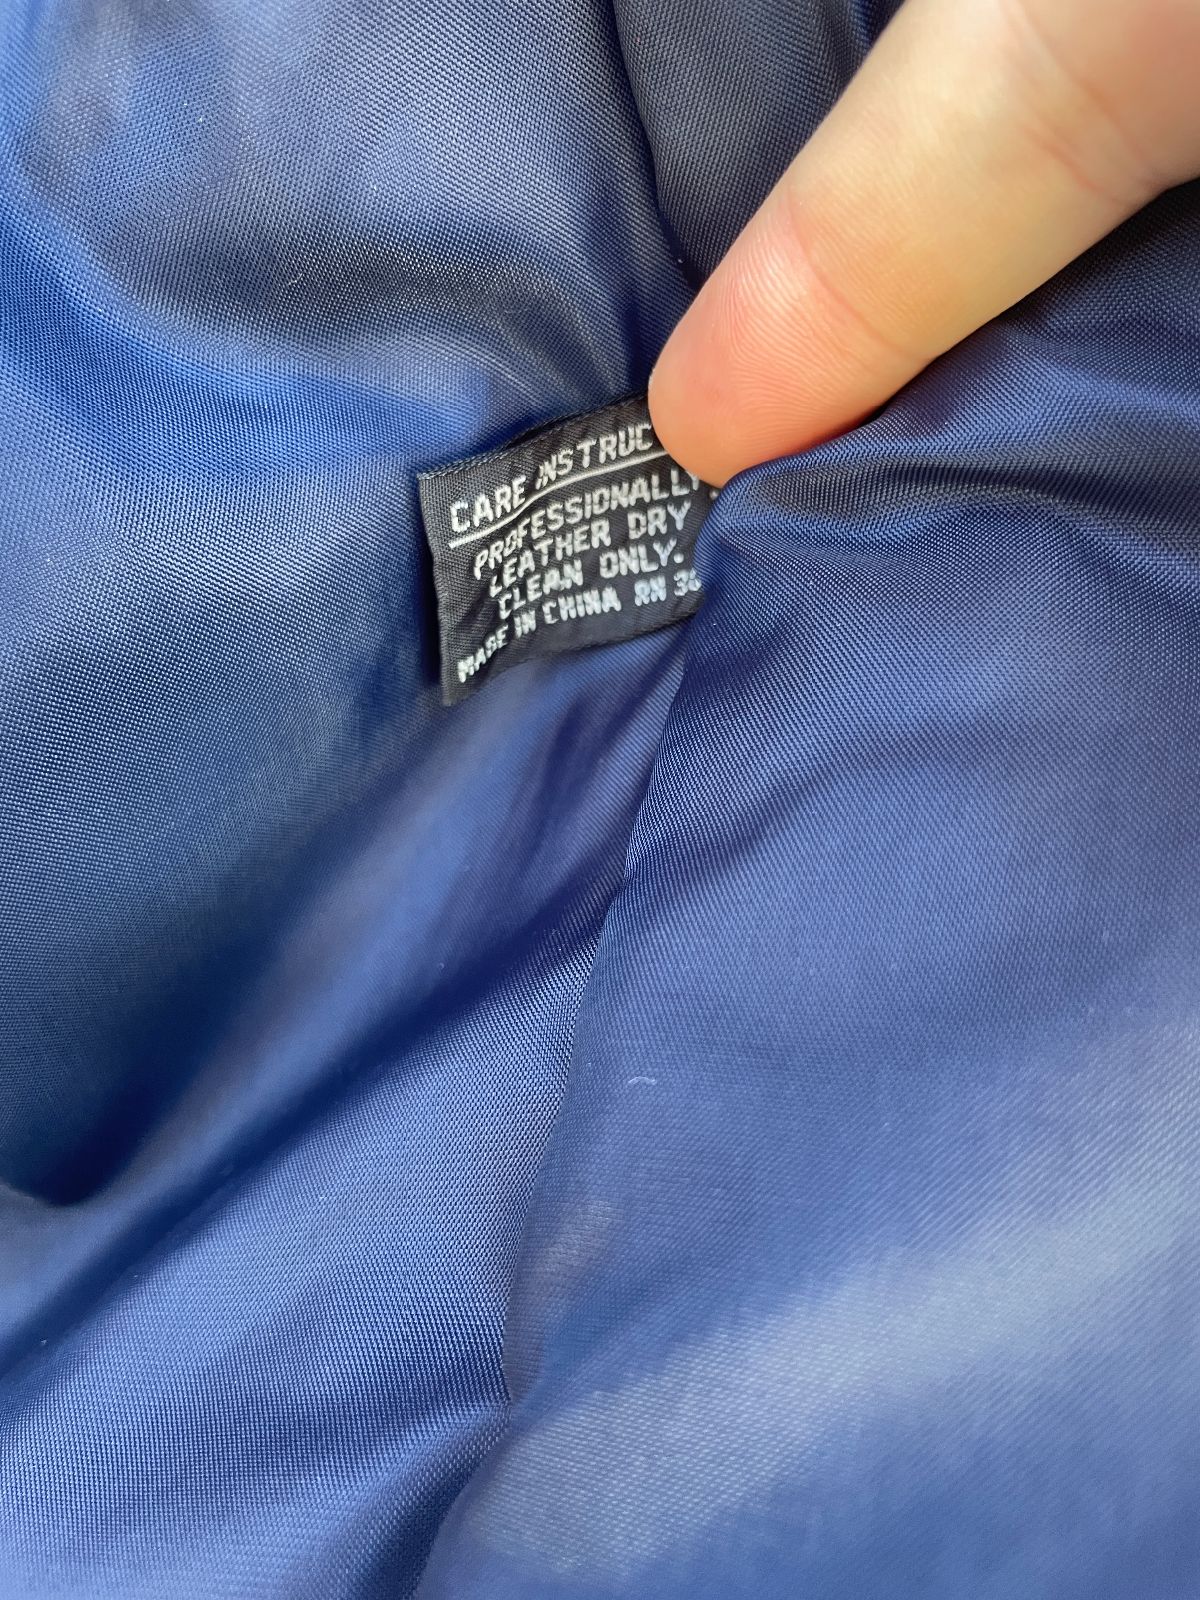 CARE INSTRUC
PROFESSIONALLY
LEATHER DRY
CLEAN ONLY.
MADE IN CHINA RN